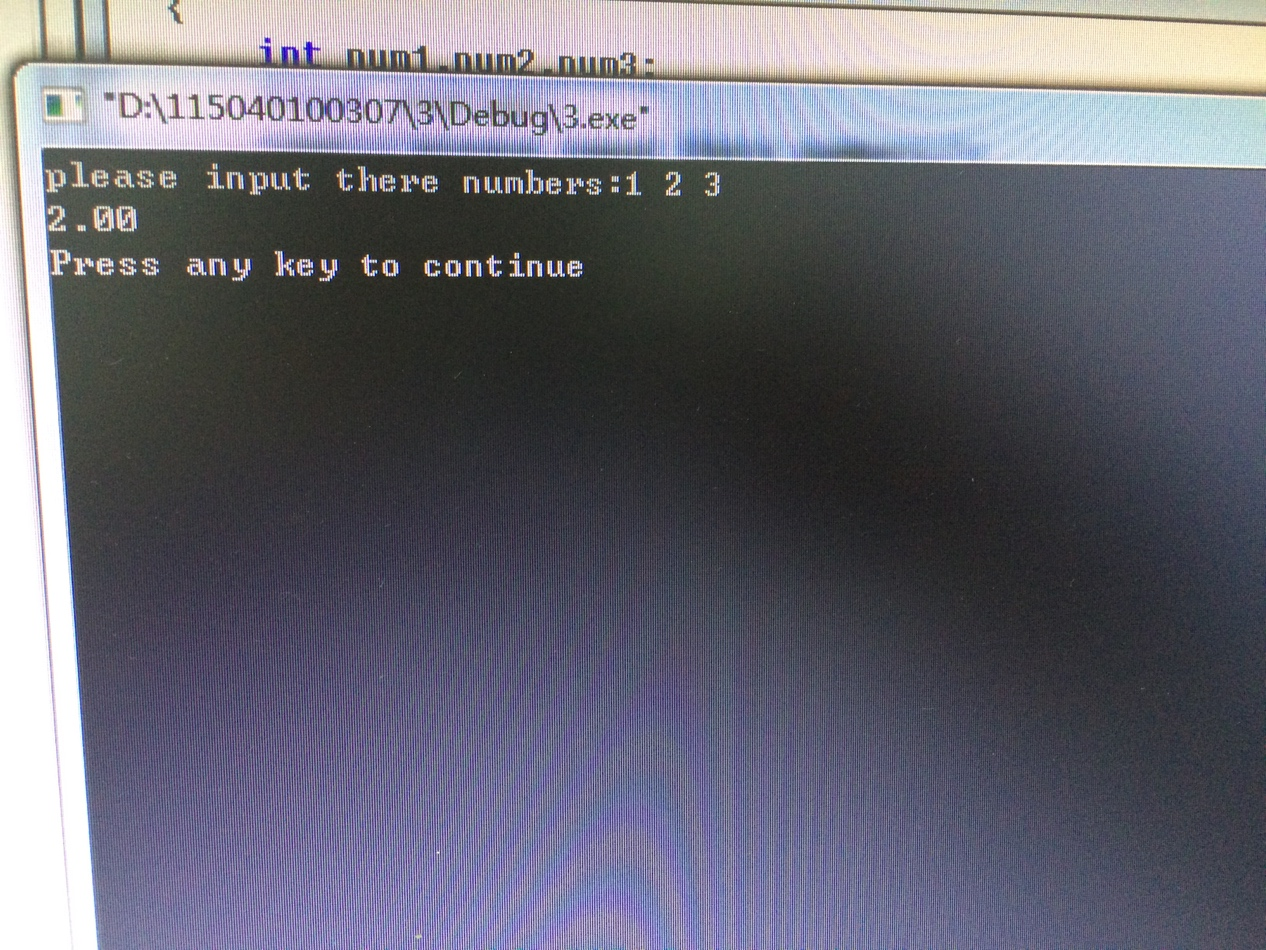 {
int num1,num2,num3;
"D:\115040100307\3\Debug\3.exe"
please input there numbers:1 2 3
2.00
Press any key to continue